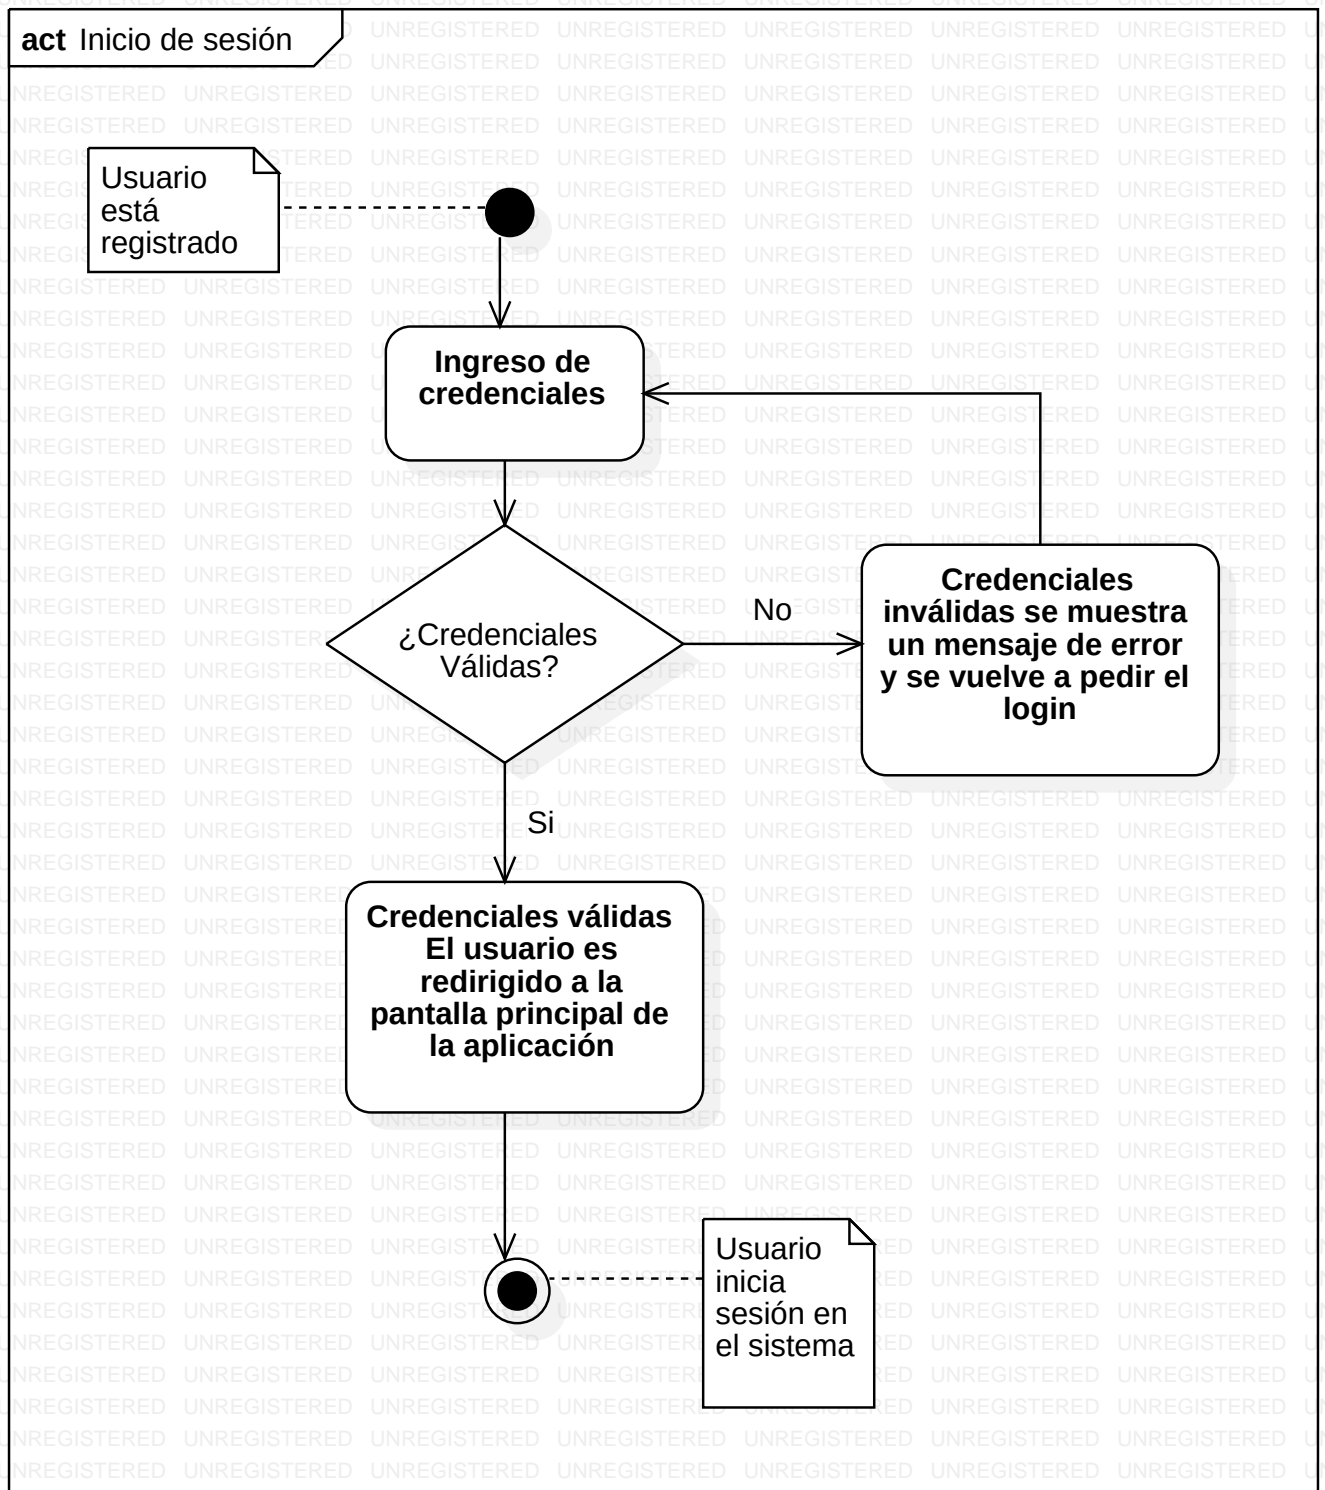 act Inicio de sesión
Usuario
está
registrado
Ingreso de
credenciales
¿Credenciales
Válidas?
No
Credenciales
inválidas se muestra
un mensaje de error
y se vuelve a pedir el
login
Si
Credenciales válidas
El usuario es
redirigido a la
pantalla principal de
la aplicación
Usuario
inicia
sesión en
el sistema
UNREGISTERED